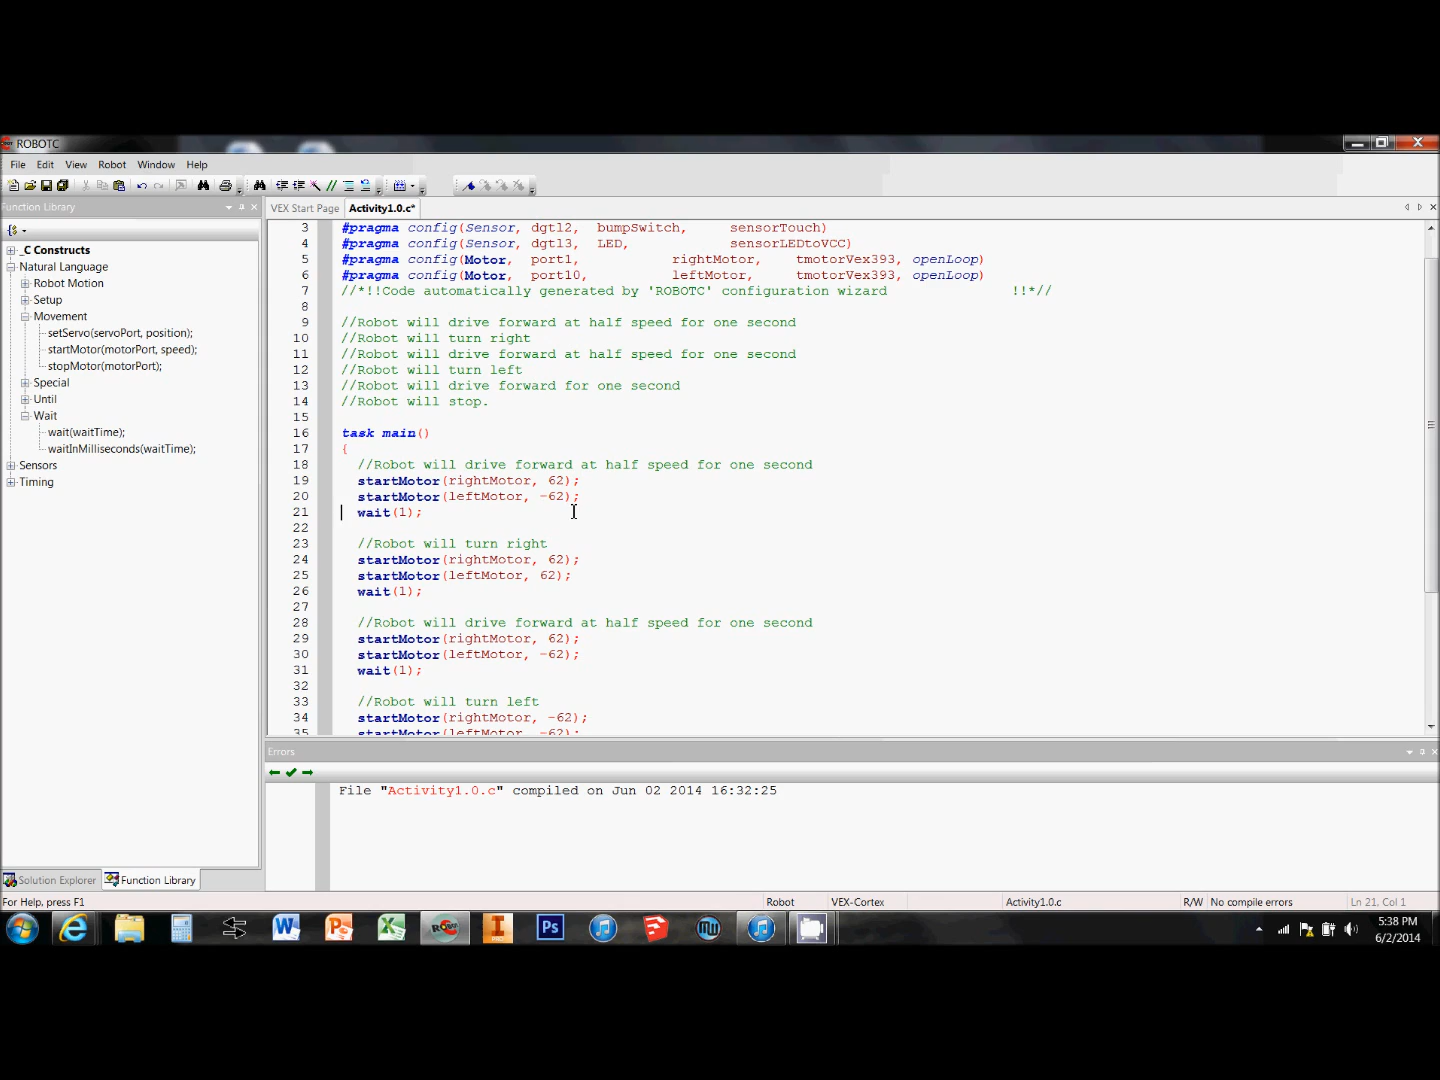 ROBOTC
File Edit View Robot Window Help
Function Library
VEX Start Page Activity1.0.c*
_C Constructs
Natural Language
Robot Motion
Setup
Movement
setServo(servoPort, position);
startMotor(motorPort, speed);
stopMotor(motorPort);
Special
Until
Wait
wait(waitTime);
waitInMilliseconds(waitTime);
Sensors
Timing
Solution Explorer Function Library
3 #pragma config(Sensor, dgtl2, bumpSwitch, sensorTouch)
4 #pragma config(Sensor, dgtl3, LED, sensorLEDtoVCC)
5 #pragma config(Motor, port1, rightMotor, tmotorVex393, openLoop)
6 #pragma config(Motor, port10, leftMotor, tmotorVex393, openLoop)
7 //*!!Code automatically generated by 'ROBOTC' configuration wizard !!*//
8
9 //Robot will drive forward at half speed for one second
10 //Robot will turn right
11 //Robot will drive forward at half speed for one second
12 //Robot will turn left
13 //Robot will drive forward for one second
14 //Robot will stop.
15
16 task main()
17 {
18 //Robot will drive forward at half speed for one second
19 startMotor(rightMotor, 62);
20 startMotor(leftMotor, -62);
21 wait(1);
22
23 //Robot will turn right
24 startMotor(rightMotor, 62);
25 startMotor(leftMotor, 62);
26 wait(1);
27
28 //Robot will drive forward at half speed for one second
29 startMotor(rightMotor, 62);
30 startMotor(leftMotor, -62);
31 wait(1);
32
33 //Robot will turn left
34 startMotor(rightMotor, -62);
35 startMotor(leftMotor, -62);
Errors
File "Activity1.0.c" compiled on Jun 02 2014 16:32:25
For Help, press F1 Robot VEX-Cortex Activity1.0.c R/W No compile errors Ln 21, Col 1
5:38 PM
6/2/2014